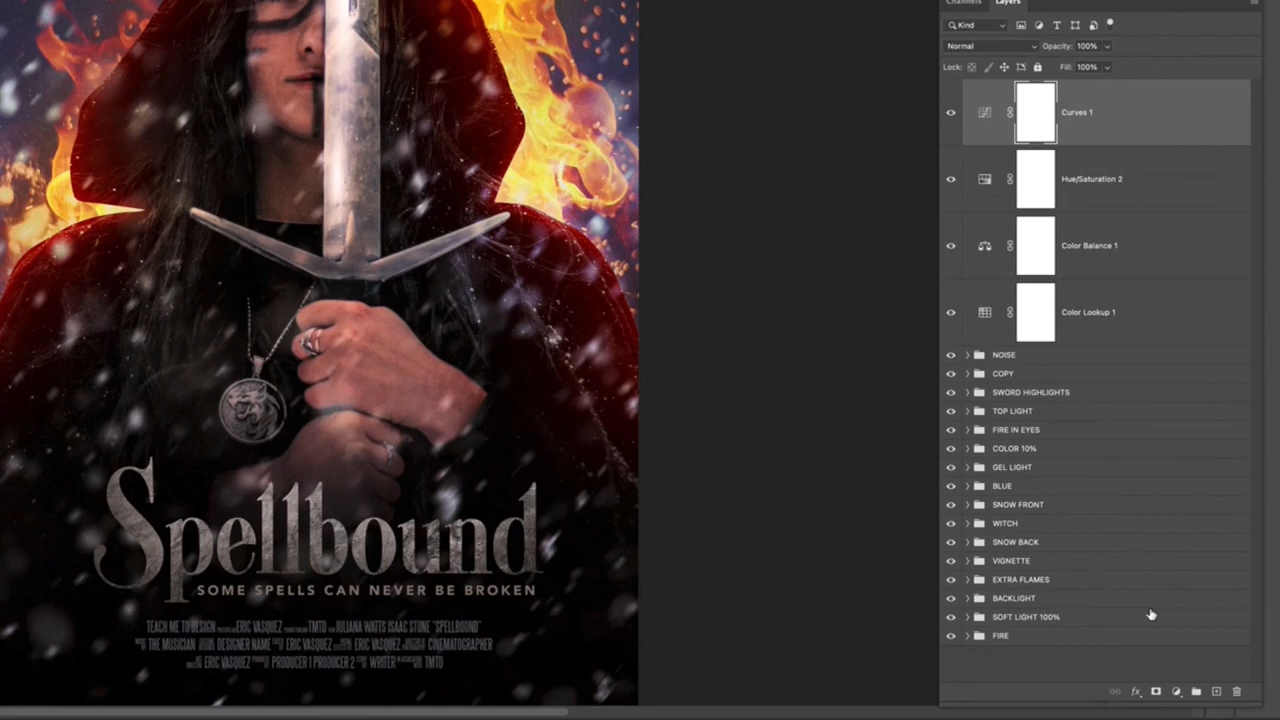 Channels Layers
Kind
Normal Opacity: 100%
Lock: Fill: 100%
Curves 1
Hue/Saturation 2
Color Balance 1
Color Lookup 1
NOISE
COPY
SWORD HIGHLIGHTS
TOP LIGHT
FIRE IN EYES
COLOR 10%
GEL LIGHT
BLUE
SNOW FRONT
WITCH
SNOW BACK
VIGNETTE
EXTRA FLAMES
BACKLIGHT
SOFT LIGHT 100%
FIRE
fx
Spellbound
SOME SPELLS CAN NEVER BE BROKEN
TEACH ME TO DESIGN ERIC VASQUEZ TMTD JULIANA WATTS ISAAC STONE "SPELLBOUND"
THE MUSICIAN DESIGNER NAME ERIC VASQUEZ ERIC VASQUEZ CINEMATOGRAPHER
ERIC VASQUEZ PRODUCER 1 PRODUCER 2 WRITER TMTD